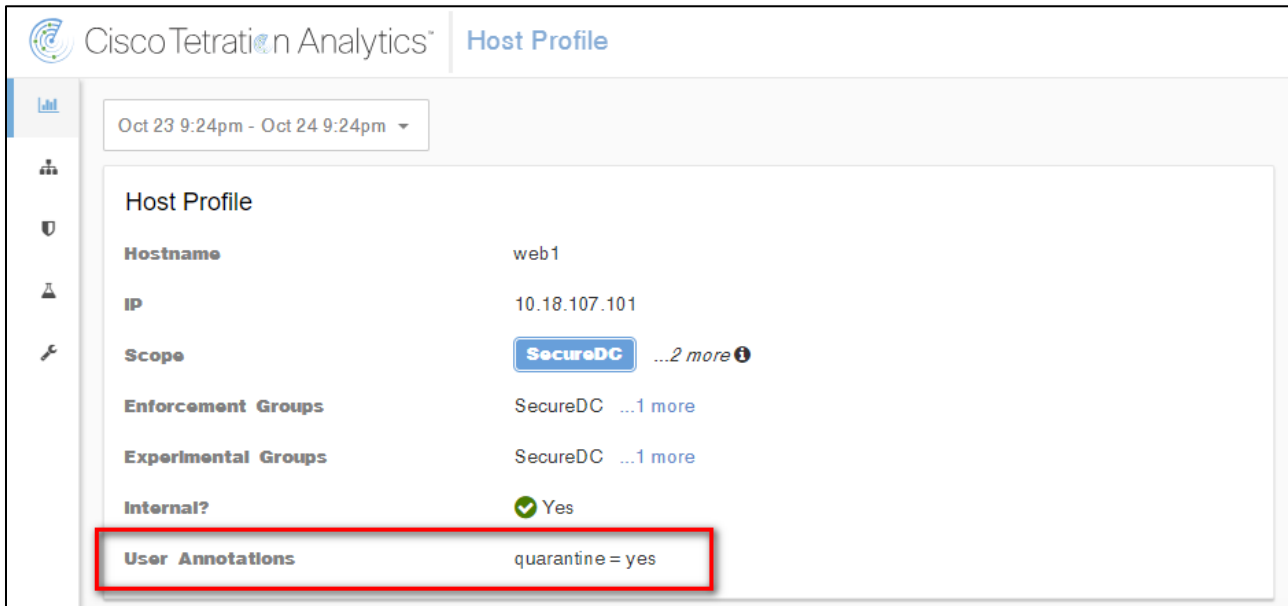 Cisco Tetration Analytics™ Host Profile
Oct 23 9:24pm - Oct 24 9:24pm
Host Profile
Hostname web1
IP 10.18.107.101
Scope SecureDC ...2 more
Enforcement Groups SecureDC ...1 more
Experimental Groups SecureDC ...1 more
Internal? Yes
User Annotations quarantine = yes